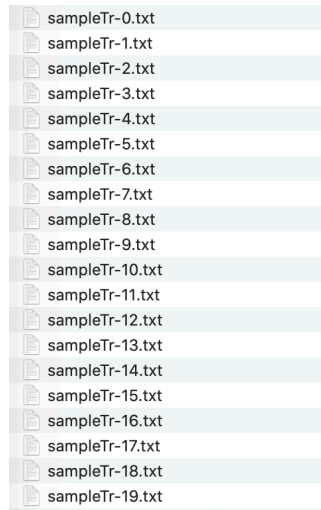 sampleTr-0.txt
sampleTr-1.txt
sampleTr-2.txt
sampleTr-3.txt
sampleTr-4.txt
sampleTr-5.txt
sampleTr-6.txt
sampleTr-7.txt
sampleTr-8.txt
sampleTr-9.txt
sampleTr-10.txt
sampleTr-11.txt
sampleTr-12.txt
sampleTr-13.txt
sampleTr-14.txt
sampleTr-15.txt
sampleTr-16.txt
sampleTr-17.txt
sampleTr-18.txt
sampleTr-19.txt